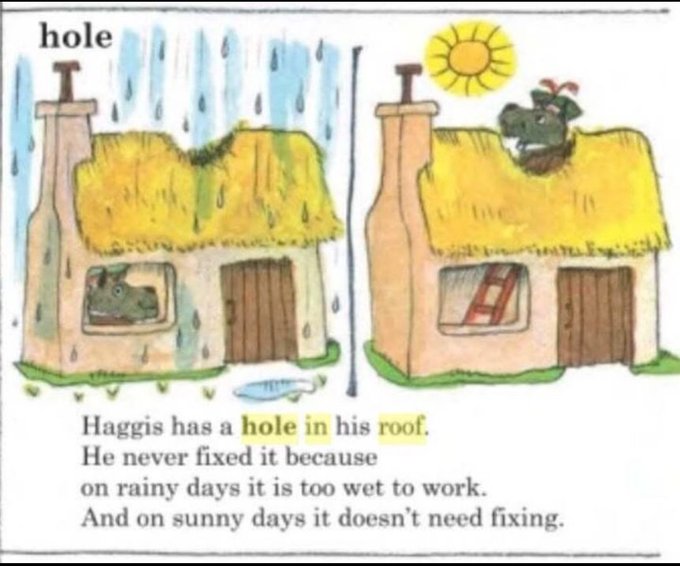 hole
Haggis has a hole in his roof.
He never fixed it because
on rainy days it is too wet to work.
And on sunny days it doesn't need fixing.